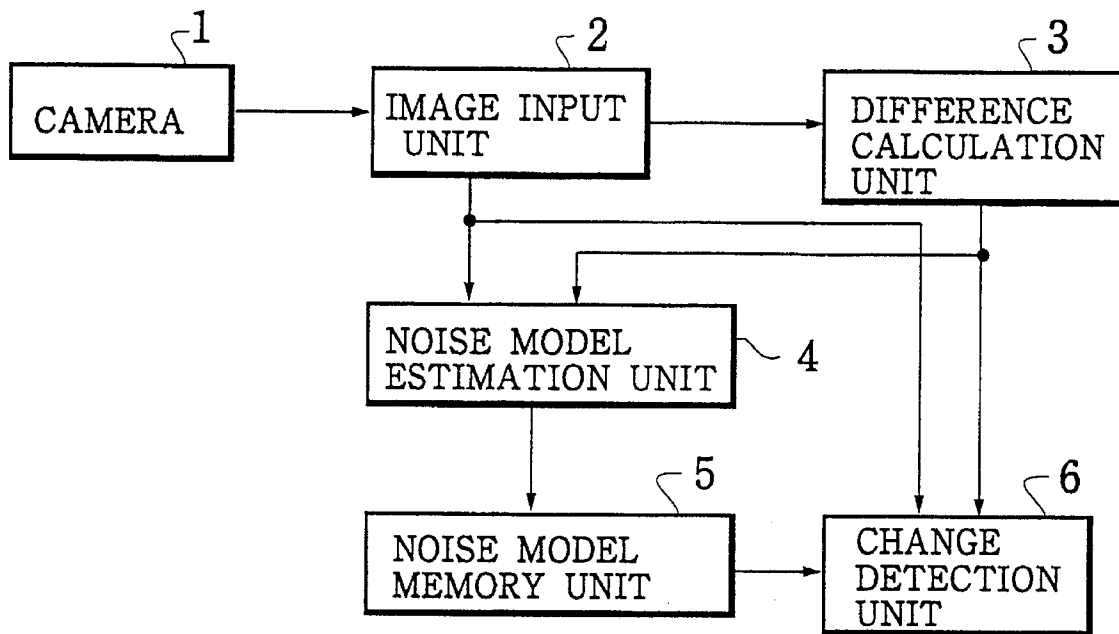 1
CAMERA
2
IMAGE INPUT
UNIT
3
DIFFERENCE
CALCULATION
UNIT
NOISE MODEL
ESTIMATION UNIT
4
5
NOISE MODEL
MEMORY UNIT
6
CHANGE
DETECTION
UNIT